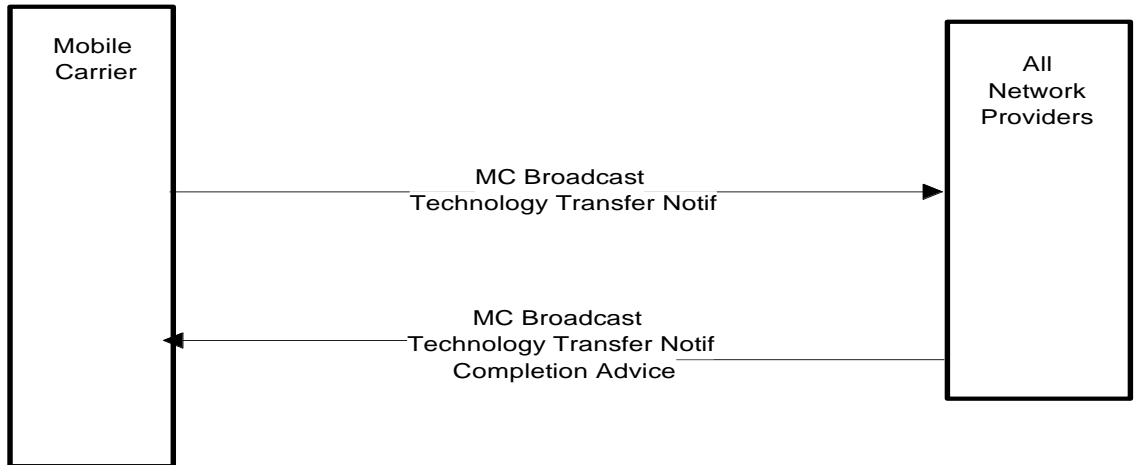 Mobile
Carrier
All
Network
Providers
MC Broadcast
Technology Transfer Notif
MC Broadcast
Technology Transfer Notif
Completion Advice